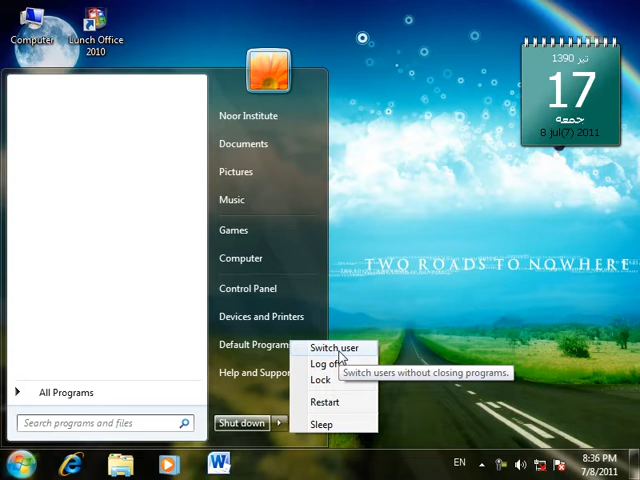 Computer
Lunch Office
2010
تیر 1390
17
جمعه
8 jul(7) 2011
Noor Institute
Documents
Pictures
Music
Games
Computer
Control Panel
Devices and Printers
Default Programs
Help and Suppor
TWO ROADS TO NOWHERE
Switch user
Log off
Switch users without closing programs.
Lock
Restart
Sleep
All Programs
Search programs and files
Shut down
EN
8:36 PM
7/8/2011